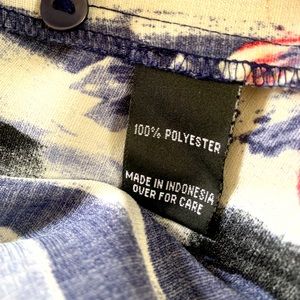 100% POLYESTER
MADE IN INDONESIA
OVER FOR CARE